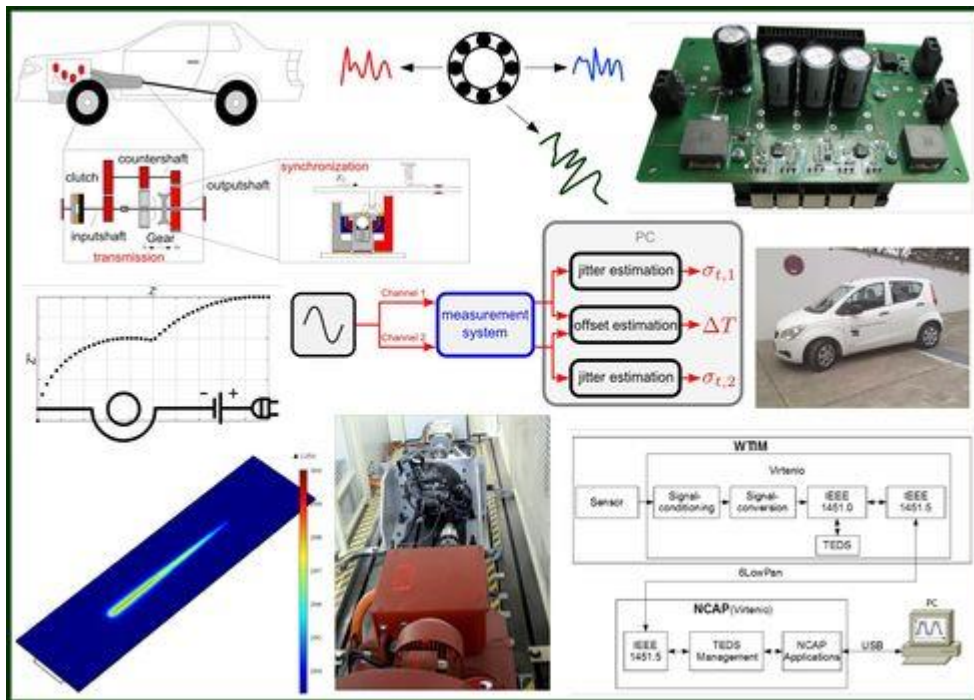 countershaft
clutch
outputshaft
inputshaft
Gear
transmission
synchronization
PC
Channel 1
Channel 2
measurement
system
jitter estimation
σt,1
offset estimation
ΔT
jitter estimation
σt,2
Z'
- +
WTIM
Virtenio
Sensor
Signal-
conditioning
Signal-
conversion
IEEE
1451.0
IEEE
1451.5
TEDS
6LowPan
NCAP(Virtenio)
PC
IEEE
1451.5
TEDS
Management
NCAP
Applications
USB